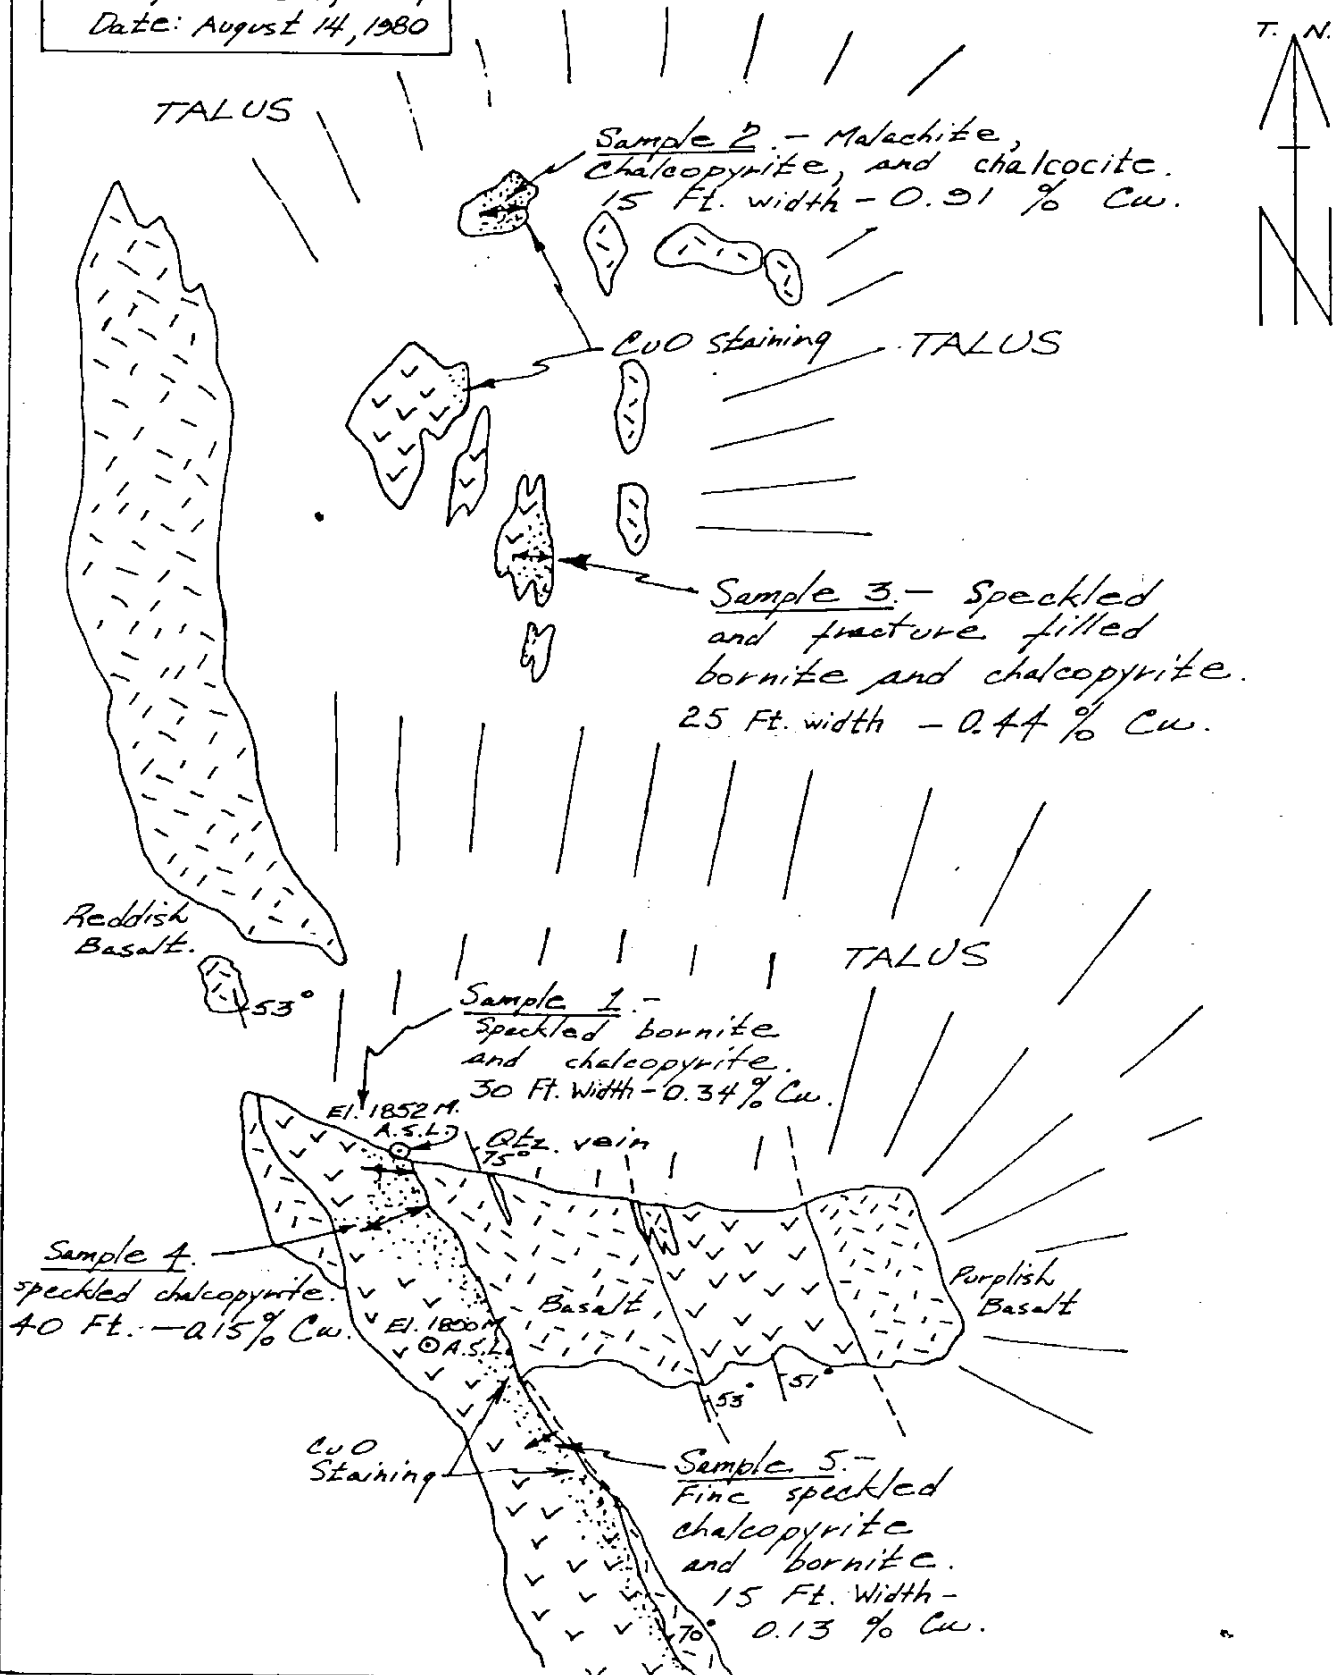 Date: August 14, 1980
T. N.
TALUS
Sample 2.- Malachite,
chalcopyrite, and chalcocite.
15 Ft. width - 0.91 % Cu.
CuO staining
TALUS
Sample 3.- Speckled
and fracture filled
bornite and chalcopyrite.
25 Ft. width - 0.44 % Cu.
Reddish
Basalt.
53°
TALUS
Sample 1.-
Speckled bornite
and chalcopyrite.
30 Ft. Width - 0.34 % Cu.
El. 1852 M.
A.S.L.
Qtz. vein
75°
Sample 4.
speckled chalcopyrite.
40 Ft. - 0.15 % Cu.
El. 1800 M
A.S.L.
Basalt
Purplish
Basalt
53°
51°
CuO
Staining
Sample 5.-
Fine speckled
chalcopyrite
and bornite.
15 Ft. Width -
0.13 % Cu.
70°